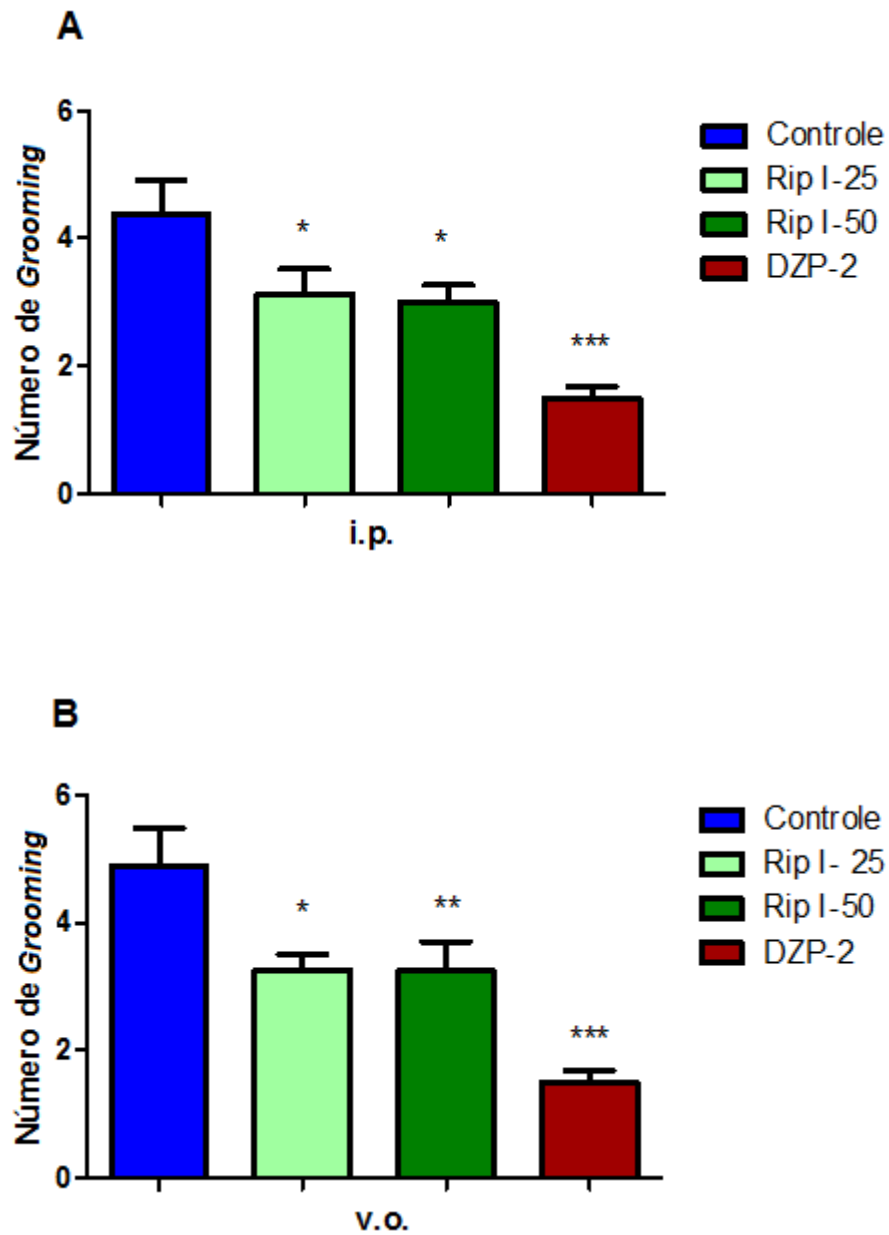 A
Número de Grooming
6
4
2
0
*
*
***
i.p.
Controle
Rip I-25
Rip I-50
DZP-2
B
Número de Grooming
6
4
2
0
*
**
***
v.o.
Controle
Rip I- 25
Rip I-50
DZP-2